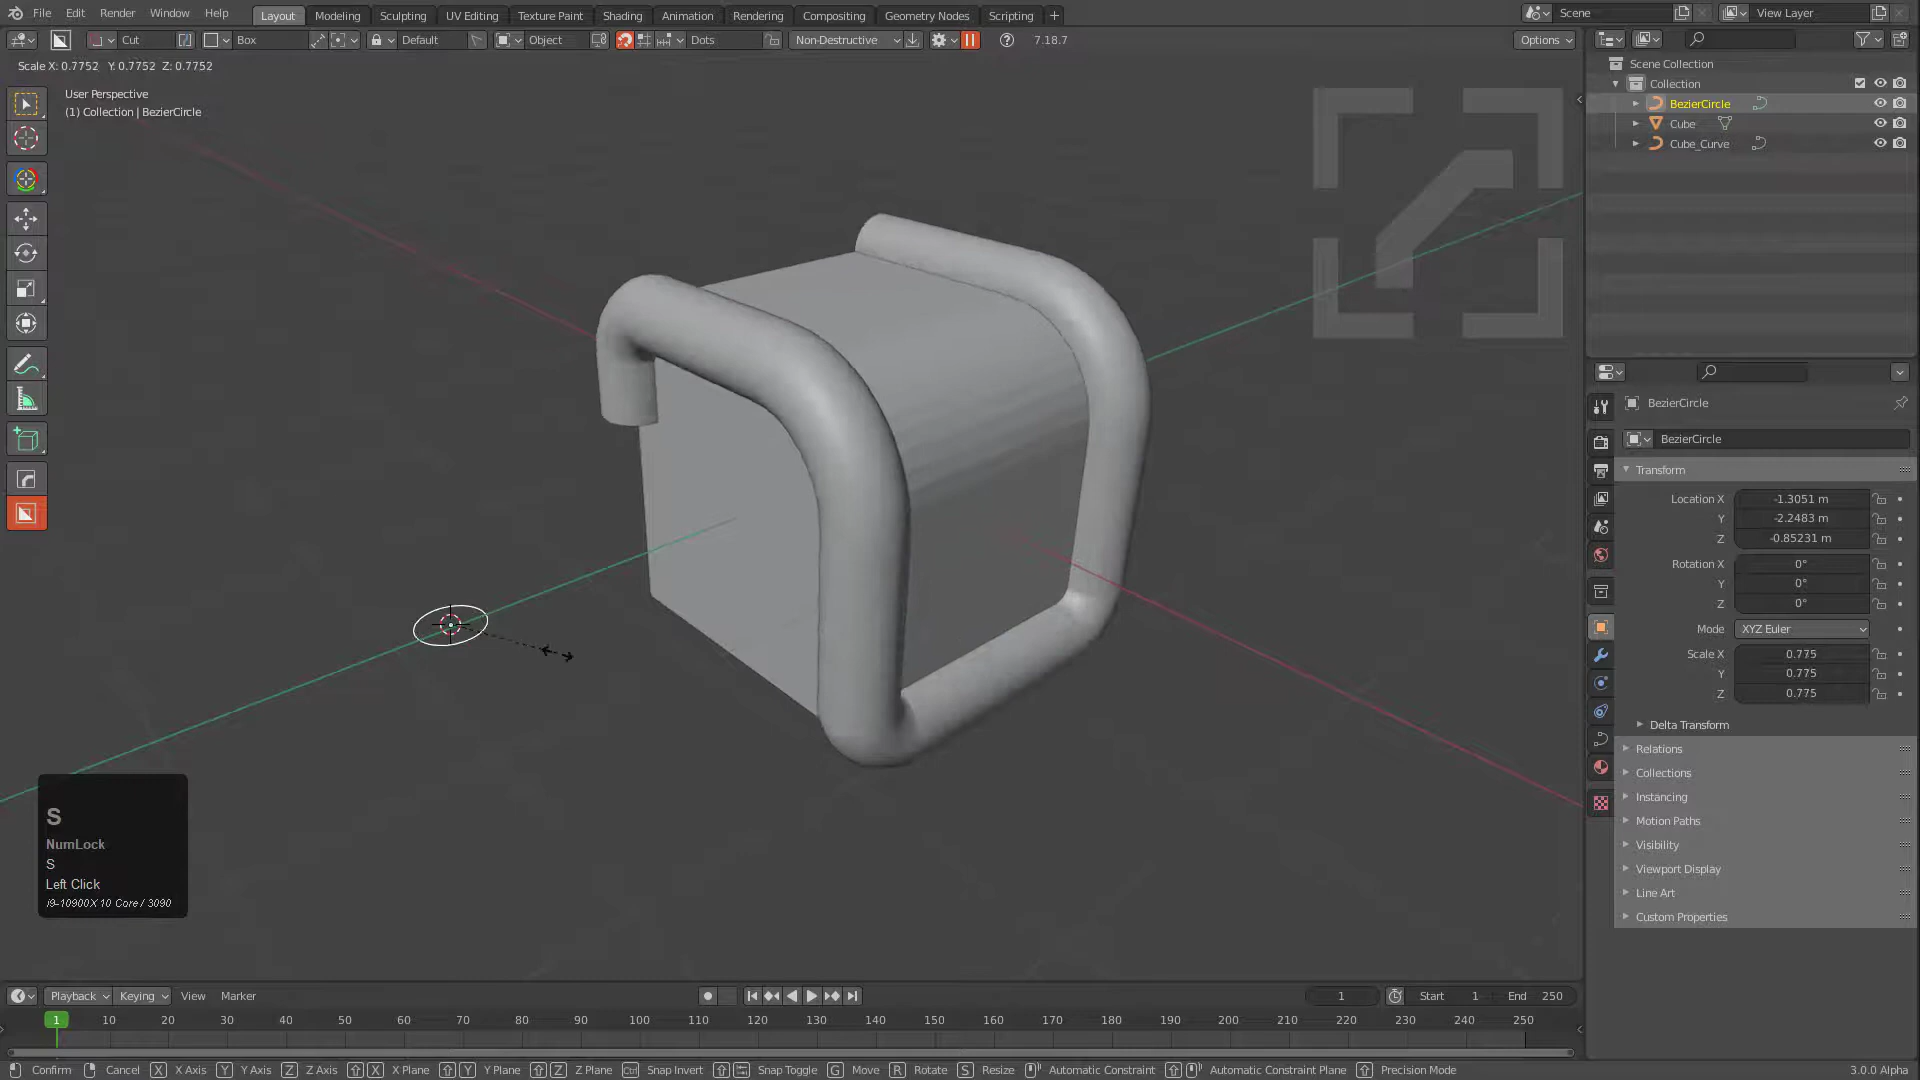 File Edit Render Window Help Layout Modeling Sculpting UV Editing Texture Paint Shading Animation Rendering Compositing Geometry Nodes Scripting + Scene View Layer
Cut Box Default Object Dots Non-Destructive 7.18.7 Options
Scale X: 0.7752 Y: 0.7752 Z: 0.7752
User Perspective
(1) Collection | BezierCircle
Scene Collection
Collection
BezierCircle
Cube
Cube_Curve
BezierCircle
BezierCircle
Transform
Location X -1.3051 m
Y -2.2483 m
Z -0.85231 m
Rotation X 0°
Y 0°
Z 0°
Mode XYZ Euler
Scale X 0.775
Y 0.775
Z 0.775
Delta Transform
Relations
Collections
Instancing
Motion Paths
Visibility
Viewport Display
Line Art
Custom Properties
S
NumLock
S
Left Click
i9-10900X 10 Core / 3090
Playback Keying View Marker 1 Start 1 End 250
1 10 20 30 40 50 60 70 80 90 100 110 120 130 140 150 160 170 180 190 200 210 220 230 240 250
Confirm Cancel X X Axis Y Y Axis Z Z Axis X X Plane Y Y Plane Z Z Plane Ctrl Snap Invert Snap Toggle G Move R Rotate S Resize Automatic Constraint Automatic Constraint Plane Precision Mode 3.0.0 Alpha